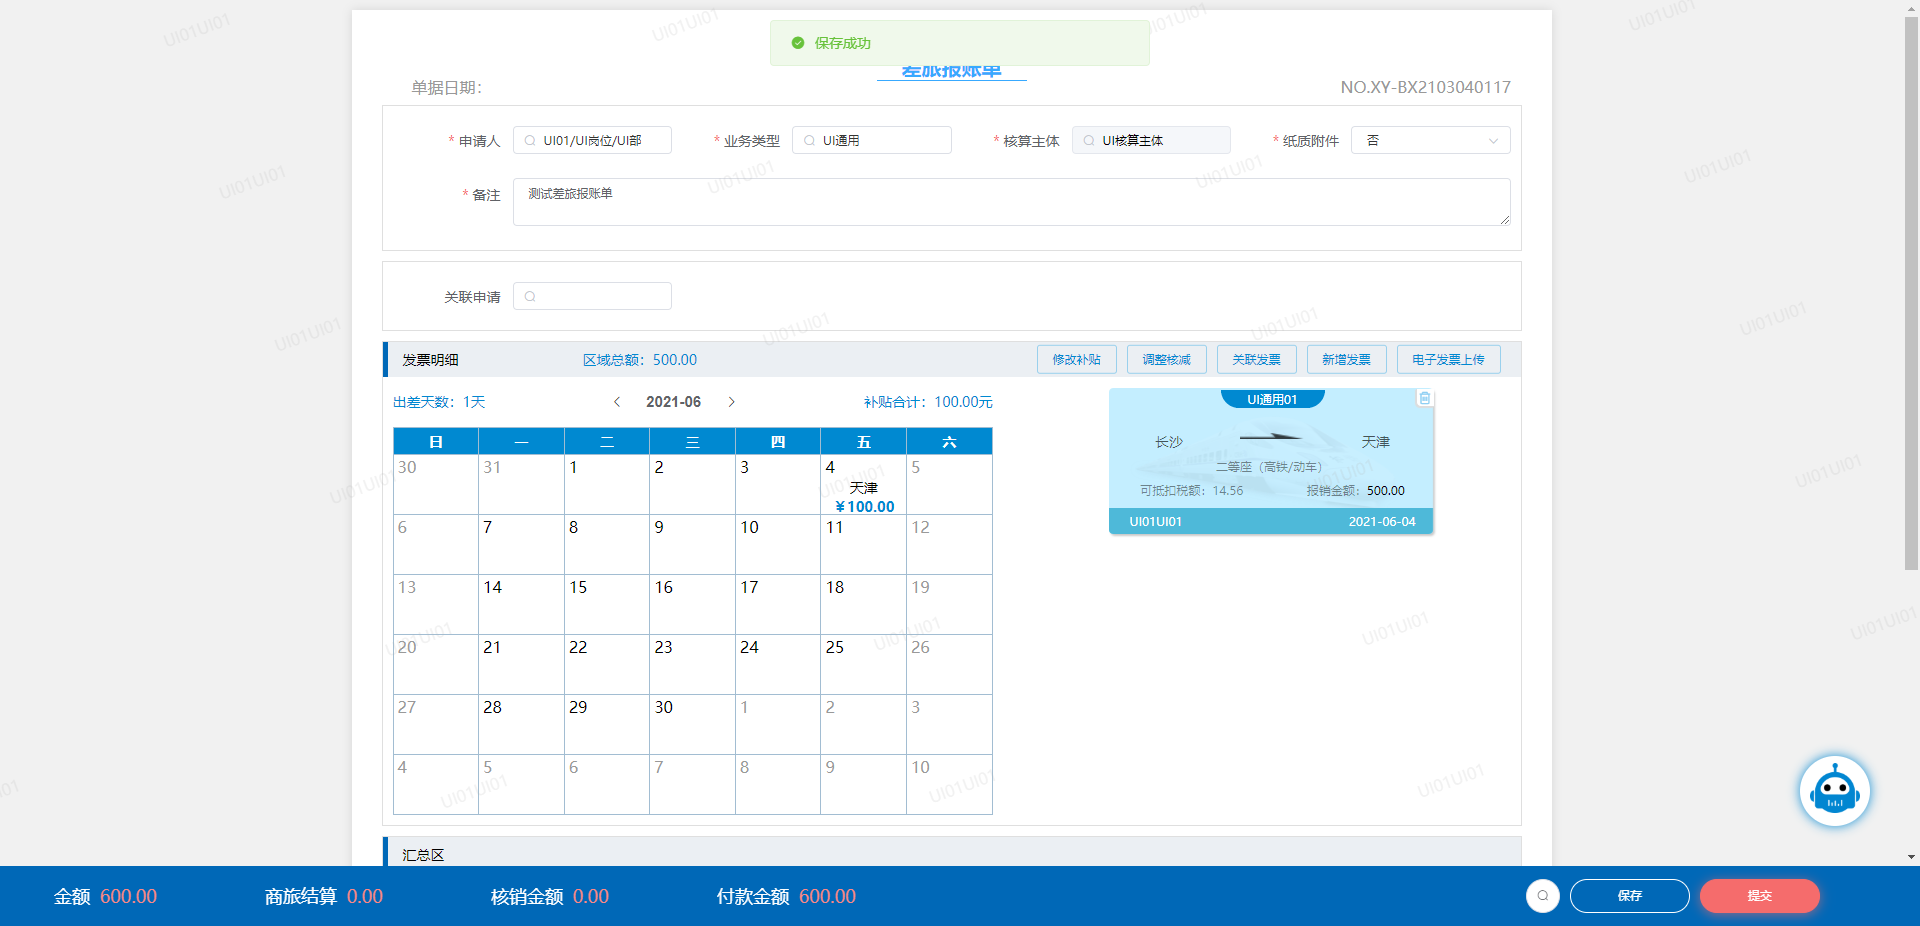 保存成功
差旅报账单
单据日期：
NO.XY-BX2103040117
* 申请人 UI01/UI岗位/UI部 * 业务类型 UI通用 * 核算主体 UI核算主体 * 纸质附件 否
* 备注 测试差旅报账单
关联申请
发票明细 区域总额：500.00 修改补贴 调整核减 关联发票 新增发票 电子发票上传
出差天数：1天 2021-06 补贴合计：100.00元
日 一 二 三 四 五 六
30 31 1 2 3 4 5
天津
¥100.00
6 7 8 9 10 11 12
13 14 15 16 17 18 19
20 21 22 23 24 25 26
27 28 29 30 1 2 3
4 5 6 7 8 9 10
UI通用01
长沙 天津
二等座（高铁/动车）
可抵扣税额：14.56 报销金额：500.00
UI01UI01 2021-06-04
汇总区
金额 600.00 商旅结算 0.00 核销金额 0.00 付款金额 600.00 保存 提交